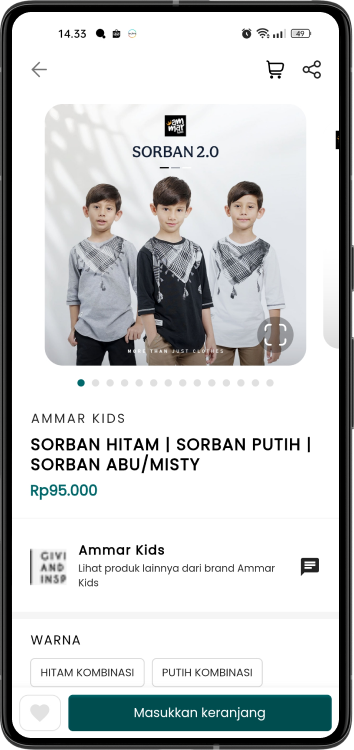 14.33
49
am
mar
SORBAN 2.0
MORE THAN JUST CLOTHES
AMMAR KIDS
SORBAN HITAM | SORBAN PUTIH |
SORBAN ABU/MISTY
Rp95.000
GIVI
AND
INSP
Ammar Kids
Lihat produk lainnya dari brand Ammar
Kids
WARNA
HITAM KOMBINASI
PUTIH KOMBINASI
Masukkan keranjang